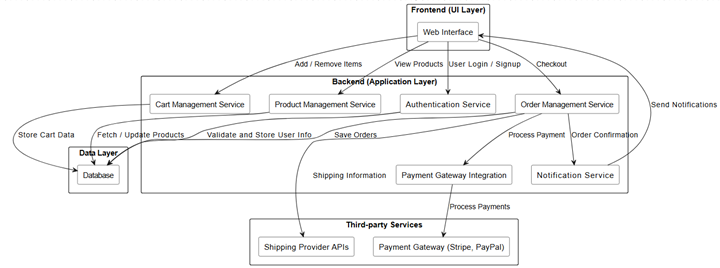 Frontend (UI Layer)
Web Interface
Add / Remove Items
View Products
User Login / Signup
Checkout
Backend (Application Layer)
Cart Management Service
Product Management Service
Authentication Service
Order Management Service
Send Notifications
Store Cart Data
Fetch / Update Products
Validate and Store User Info
Save Orders
Process Payment
Order Confirmation
Data Layer
Database
Shipping Information
Payment Gateway Integration
Notification Service
Process Payments
Third-party Services
Shipping Provider APIs
Payment Gateway (Stripe, PayPal)